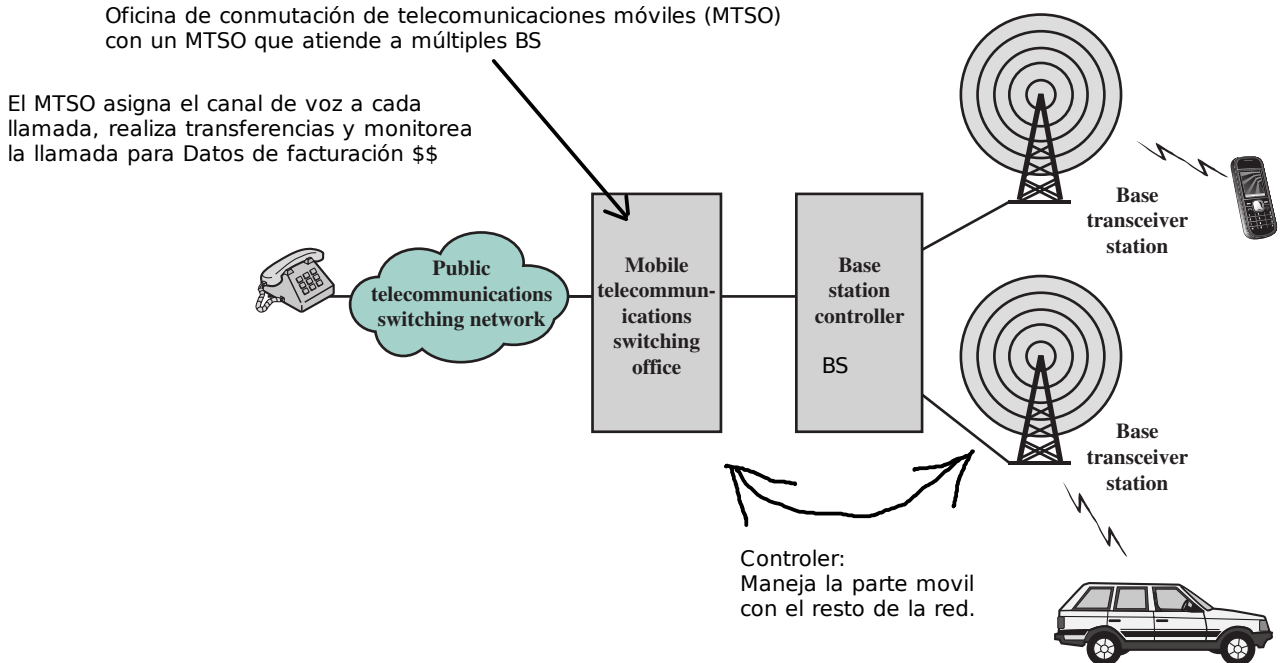 Oficina de conmutación de telecomunicaciones móviles (MTSO)
con un MTSO que atiende a múltiples BS
El MTSO asigna el canal de voz a cada
llamada, realiza transferencias y monitorea
la llamada para Datos de facturación $$
Public
telecommunications
switching network
Mobile
telecommun-
ications
switching
office
Base
station
controller
BS
Base
transceiver
station
Base
transceiver
station
Controler:
Maneja la parte movil
con el resto de la red.